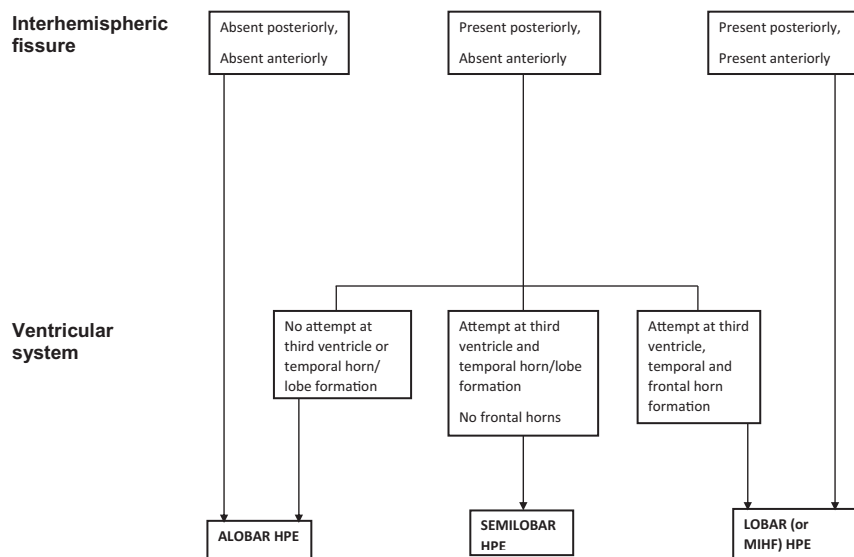 Interhemispheric
fissure
Absent posteriorly,
Absent anteriorly
Present posteriorly,
Absent anteriorly
Present posteriorly,
Present anteriorly
Ventricular
system
No attempt at
third ventricle or
temporal horn/
lobe formation
Attempt at third
ventricle and
temporal horn/lobe
formation
No frontal horns
Attempt at third
ventricle,
temporal and
frontal horn
formation
ALOBAR HPE
SEMILOBAR
HPE
LOBAR (or
MIHF) HPE